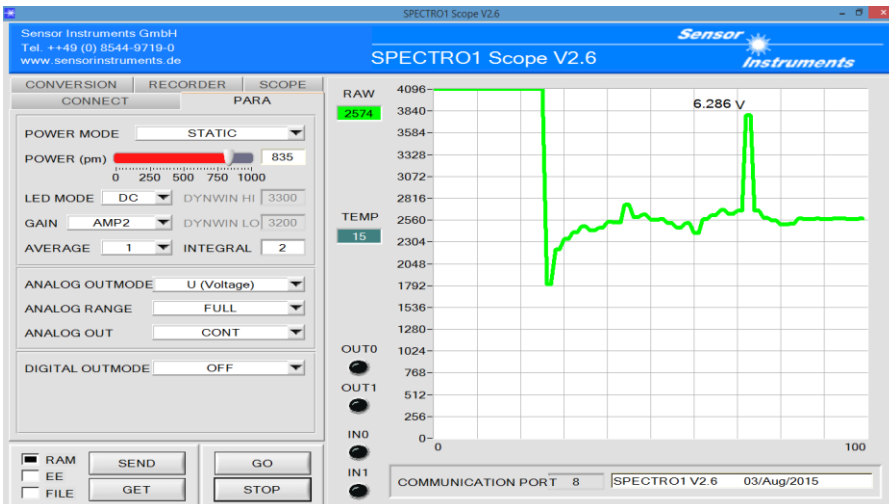 SPECTRO1 Scope V2.6
Sensor Instruments GmbH
Tel. ++49 (0) 8544-9719-0
www.sensorinstruments.de
SPECTRO1 Scope V2.6
Sensor
Instruments
CONVERSION RECORDER SCOPE
CONNECT PARA
POWER MODE STATIC
POWER (pm) 835
0 250 500 750 1000
LED MODE DC DYNWIN HI 3300
GAIN AMP2 DYNWIN LO 3200
AVERAGE 1 INTEGRAL 2
ANALOG OUTMODE U (Voltage)
ANALOG RANGE FULL
ANALOG OUT CONT
DIGITAL OUTMODE OFF
RAM
EE
FILE
SEND GO
GET STOP
RAW
2574
TEMP
15
OUT0
OUT1
IN0
IN1
4096
3840
3584
3328
3072
2816
2560
2304
2048
1792
1536
1280
1024
768
512
256
0
6.286 V
0 100
COMMUNICATION PORT 8 SPECTRO1 V2.6 03/Aug/2015